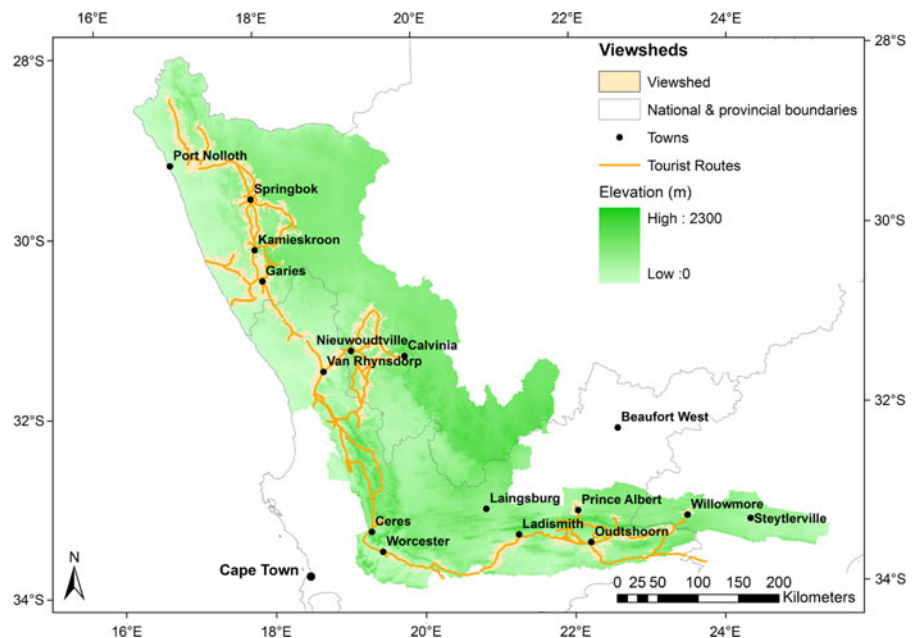 16°E 18°E 20°E 22°E 24°E
28°S
28°S
Viewsheds
Viewshed
National & provincial boundaries
Towns
Tourist Routes
Elevation (m)
High : 2300
Low :0
Port Nolloth
Springbok
30°S
30°S
Kamieskroon
Garies
Nieuwoudtville
Calvinia
Van Rhynsdorp
32°S
32°S
Beaufort West
Laingsburg
Prince Albert
Willowmore
Steytlerville
Ceres
Ladismith
Oudtshoorn
Worcester
N
Cape Town
0 25 50 100 150 200
Kilometers
34°S
34°S
16°E 18°E 20°E 22°E 24°E